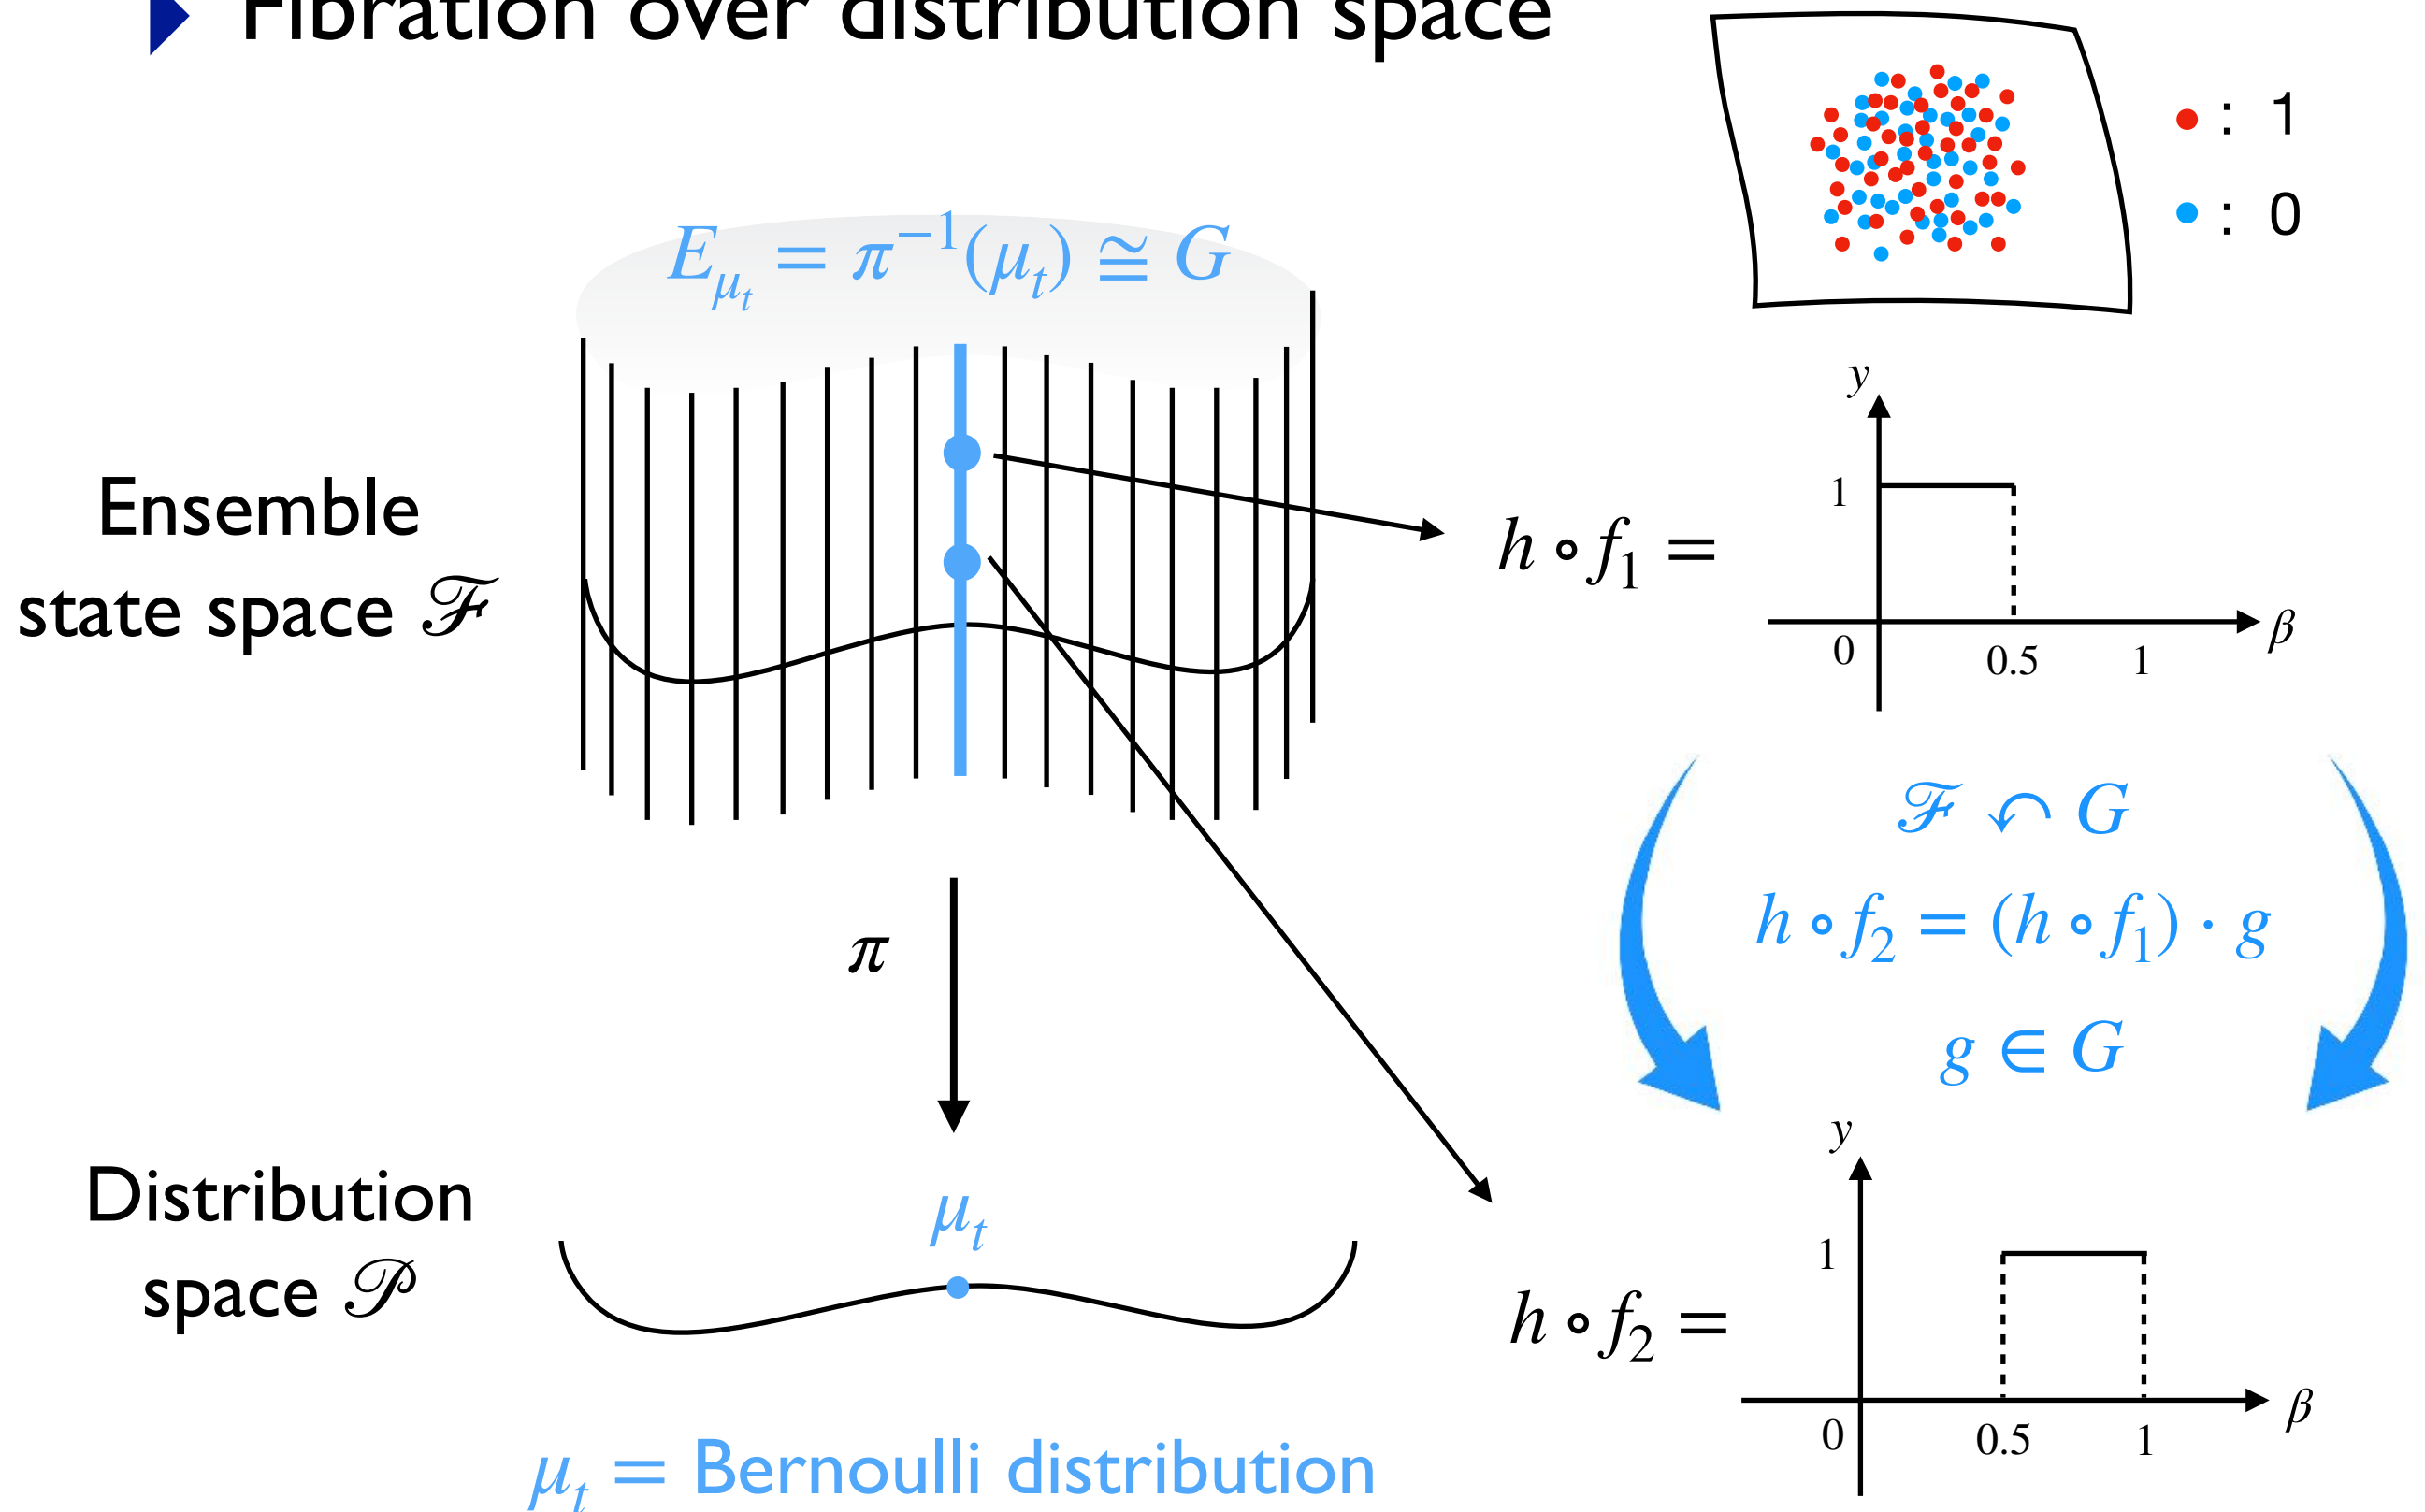 Fibration over distribution space
: 1
: 0
E_{μ_t} = π^{−1}(μ_t) ≅ G
Ensemble
state space ℱ
h ∘ f_1 =
y
1
0
0.5
1
β
ℱ ↶ G
h ∘ f_2 = (h ∘ f_1) · g
g ∈ G
π
Distribution
space 𝒫
μ_t
h ∘ f_2 =
y
1
0
0.5
1
β
μ_t = Bernoulli distribution